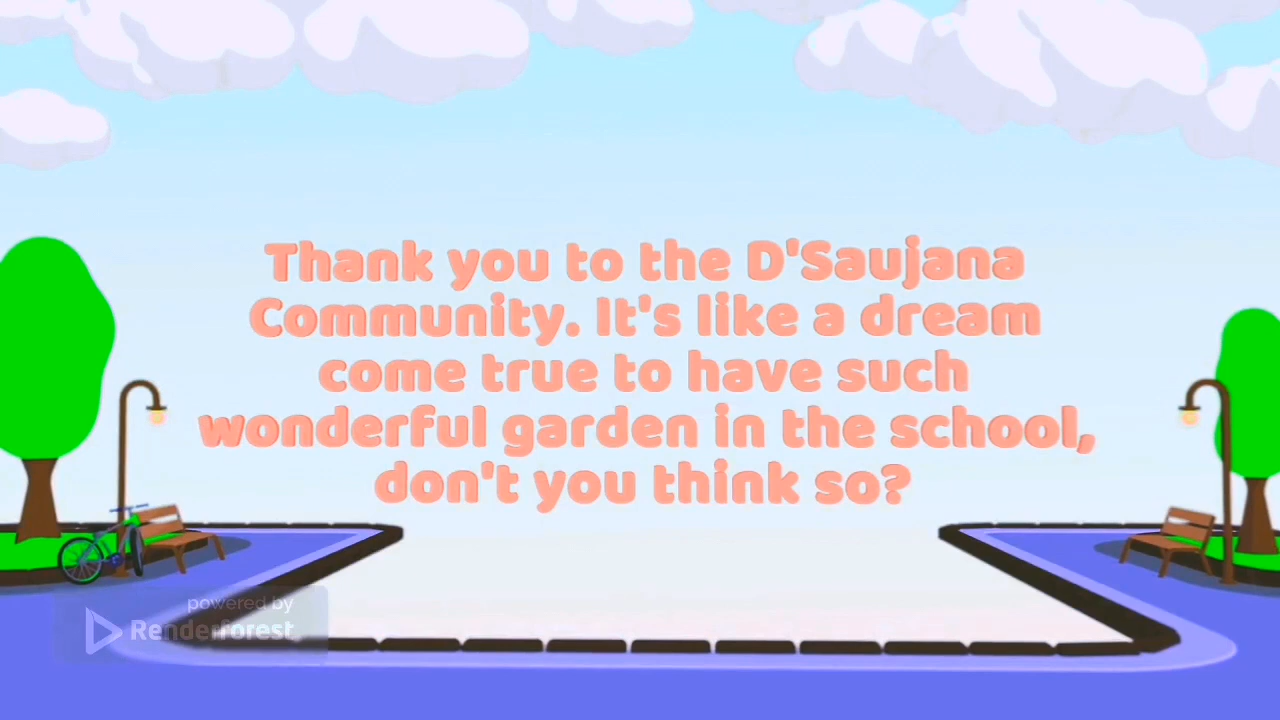 Thank you to the D'Saujana
Community. It's like a dream
come true to have such
wonderful garden in the school,
don't you think so?
powered by
Renderforest